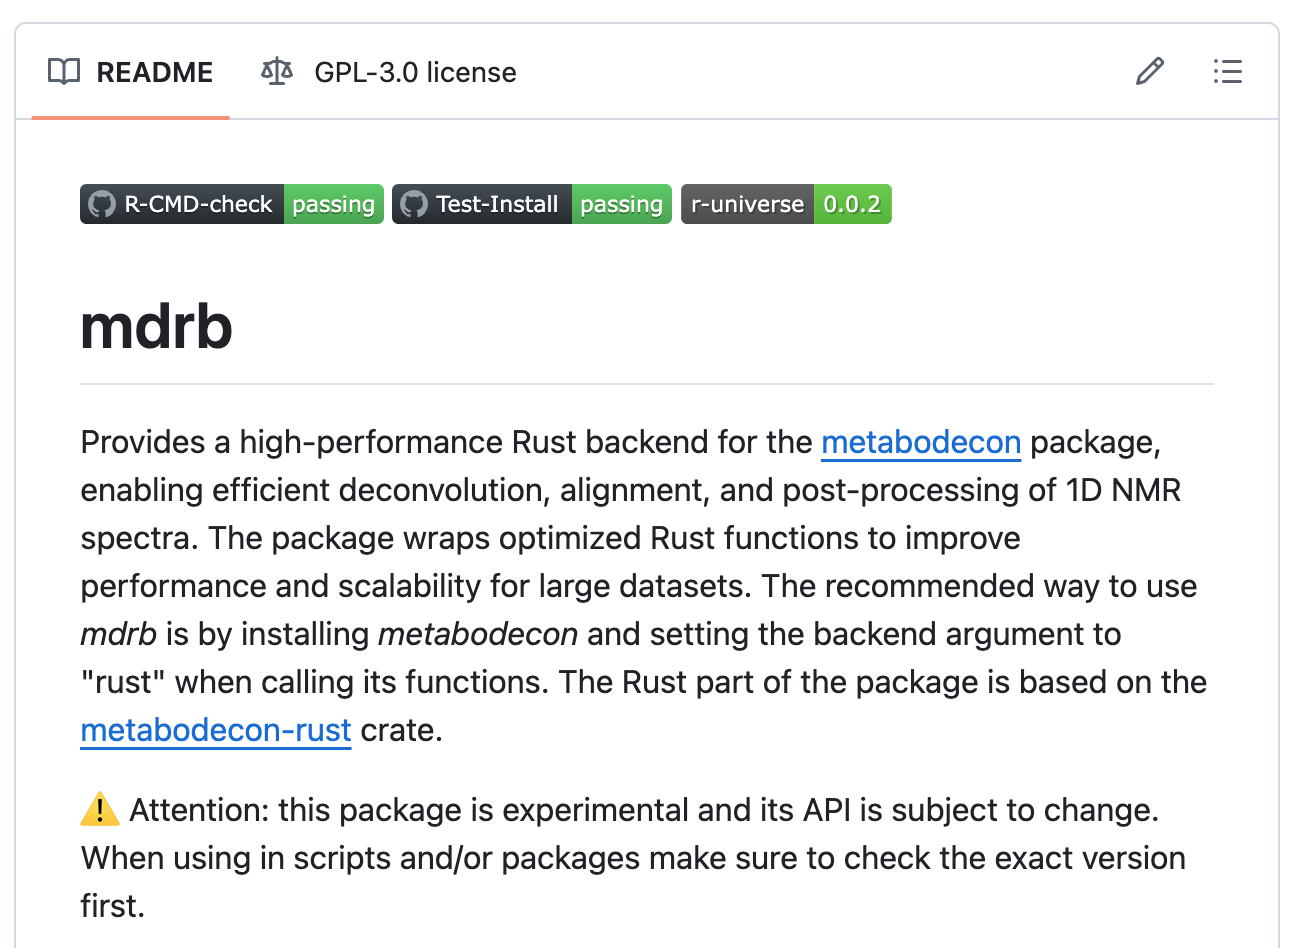 README GPL-3.0 license
R-CMD-check passing Test-Install passing r-universe 0.0.2
mdrb
Provides a high-performance Rust backend for the metabodecon package,
enabling efficient deconvolution, alignment, and post-processing of 1D NMR
spectra. The package wraps optimized Rust functions to improve
performance and scalability for large datasets. The recommended way to use
mdrb is by installing metabodecon and setting the backend argument to
"rust" when calling its functions. The Rust part of the package is based on the
metabodecon-rust crate.
⚠️ Attention: this package is experimental and its API is subject to change.
When using in scripts and/or packages make sure to check the exact version
first.